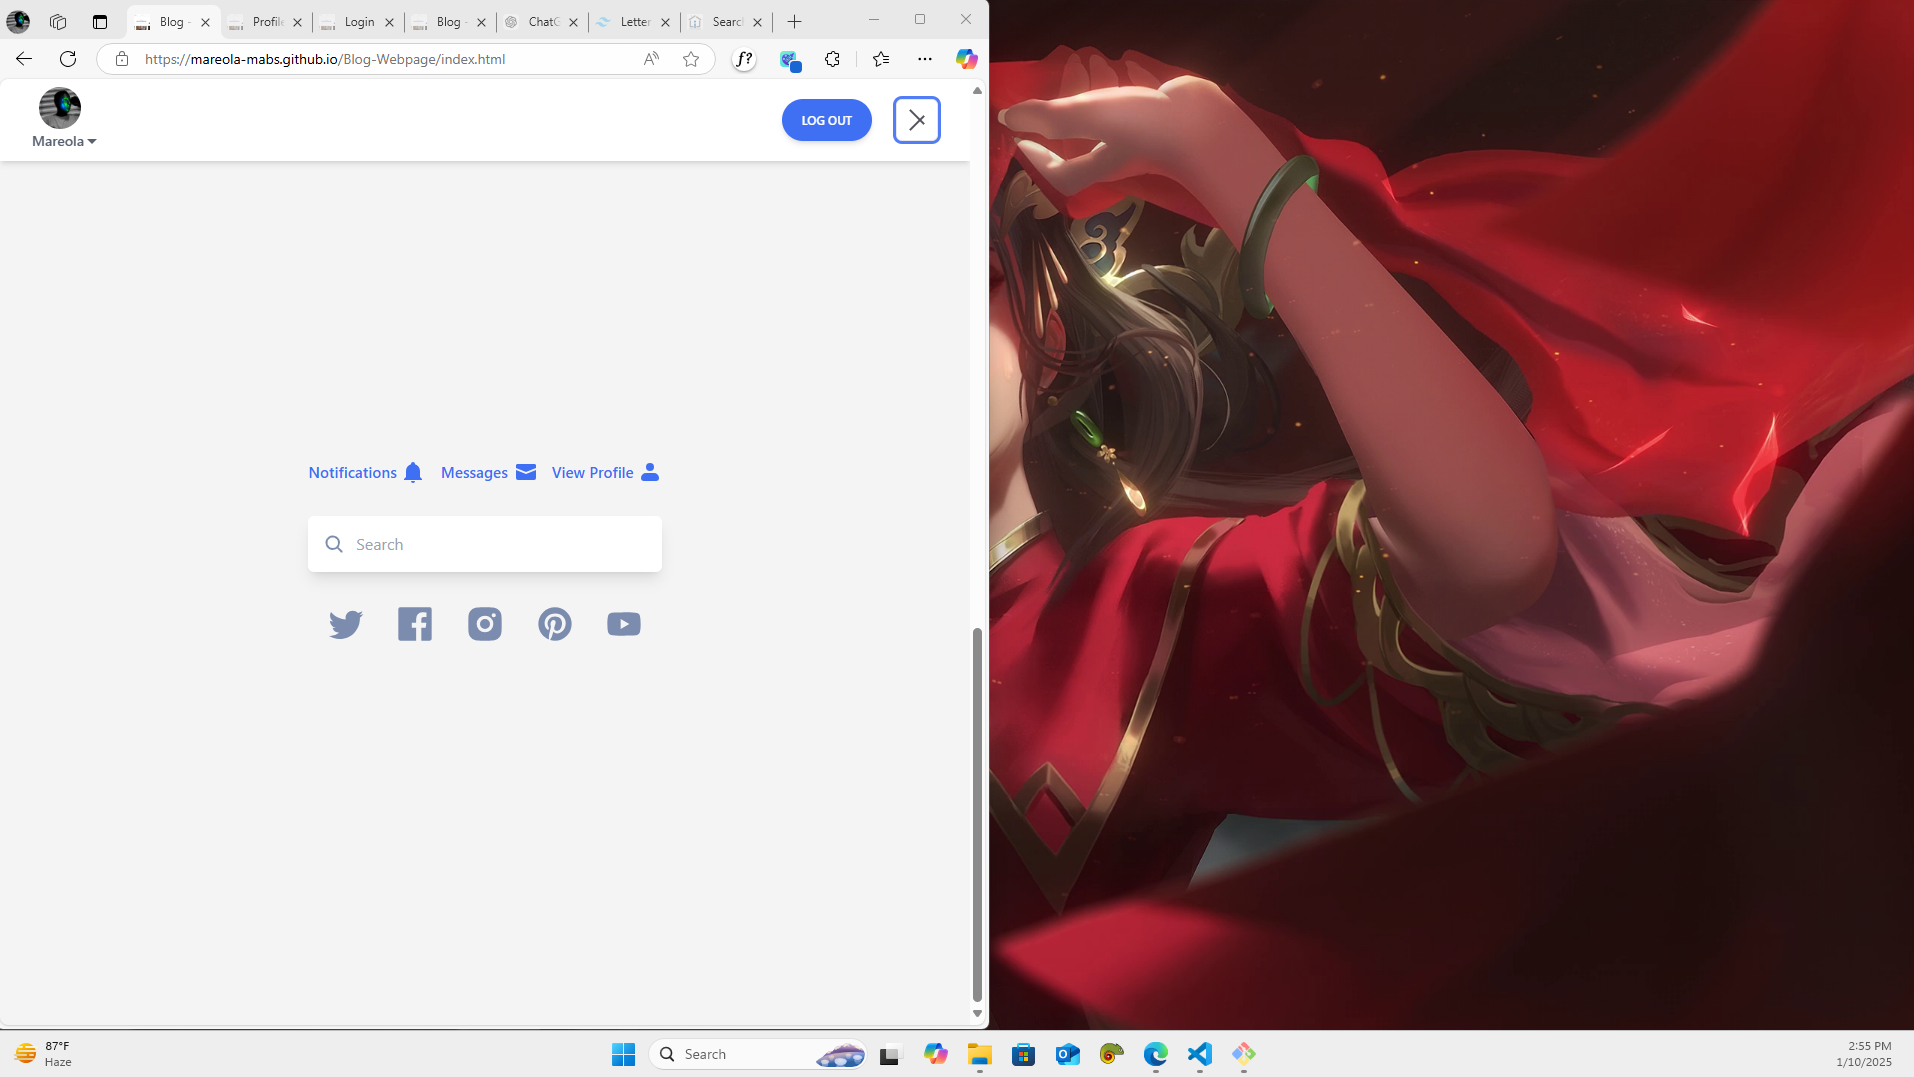 Blog -
Profile
Login
Blog -
ChatG
Letter
Search
https://mareola-mabs.github.io/Blog-Webpage/index.html
Mareola
LOG OUT
Notifications
Messages
View Profile
Search
87°F
Haze
Search
2:55 PM
1/10/2025